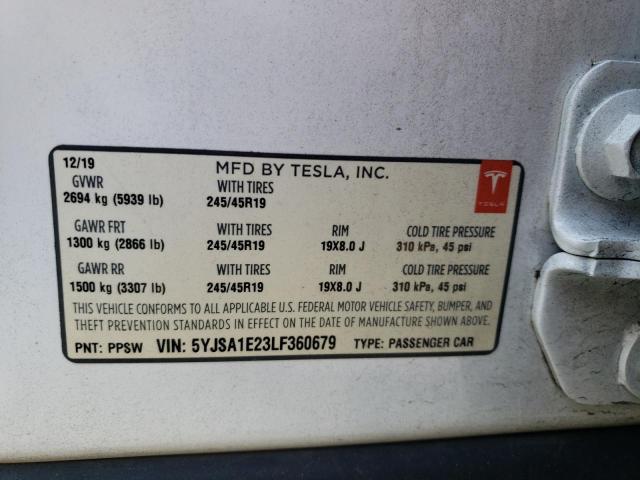 12/19 MFD BY TESLA, INC.
GVWR WITH TIRES
2694 kg (5939 lb) 245/45R19
TESLA
GAWR FRT WITH TIRES RIM COLD TIRE PRESSURE
1300 kg (2866 lb) 245/45R19 19X8.0 J 310 kPa, 45 psi
GAWR RR WITH TIRES RIM COLD TIRE PRESSURE
1500 kg (3307 lb) 245/45R19 19X8.0 J 310 kPa, 45 psi
THIS VEHICLE CONFORMS TO ALL APPLICABLE U.S. FEDERAL MOTOR VEHICLE SAFETY, BUMPER, AND
THEFT PREVENTION STANDARDS IN EFFECT ON THE DATE OF MANUFACTURE SHOWN ABOVE.
PNT: PPSW VIN: 5YJSA1E23LF360679 TYPE: PASSENGER CAR